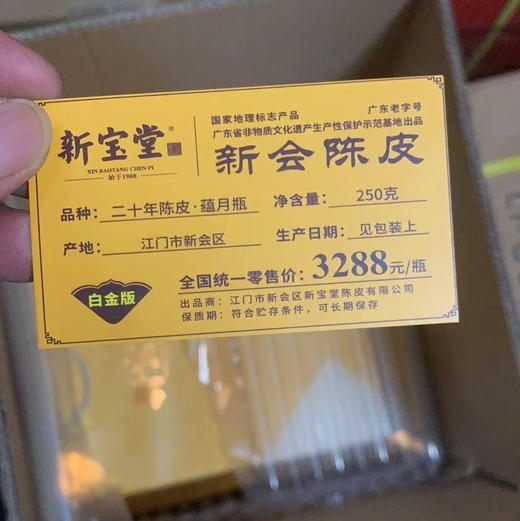 国家地理标志产品 广东老字号
广东省非物质文化遗产生产性保护示范基地出品
新宝堂®
XIN BAOTANG CHEN PI
始于1908
新会陈皮
品种：二十年陈皮·蕴月瓶 净含量：250克
产地：江门市新会区 生产日期：见包装上
全国统一零售价：3288元/瓶
白金版
出品商：江门市新会区新宝堂陈皮有限公司
保质期：符合贮存条件，可长期保存